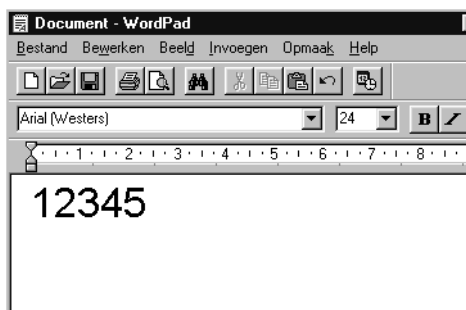 Document - WordPad
Bestand Bewerken Beeld Invoegen Opmaak Help
Arial (Westers) 24 B I
1 2 3 4 5 6 7 8
12345